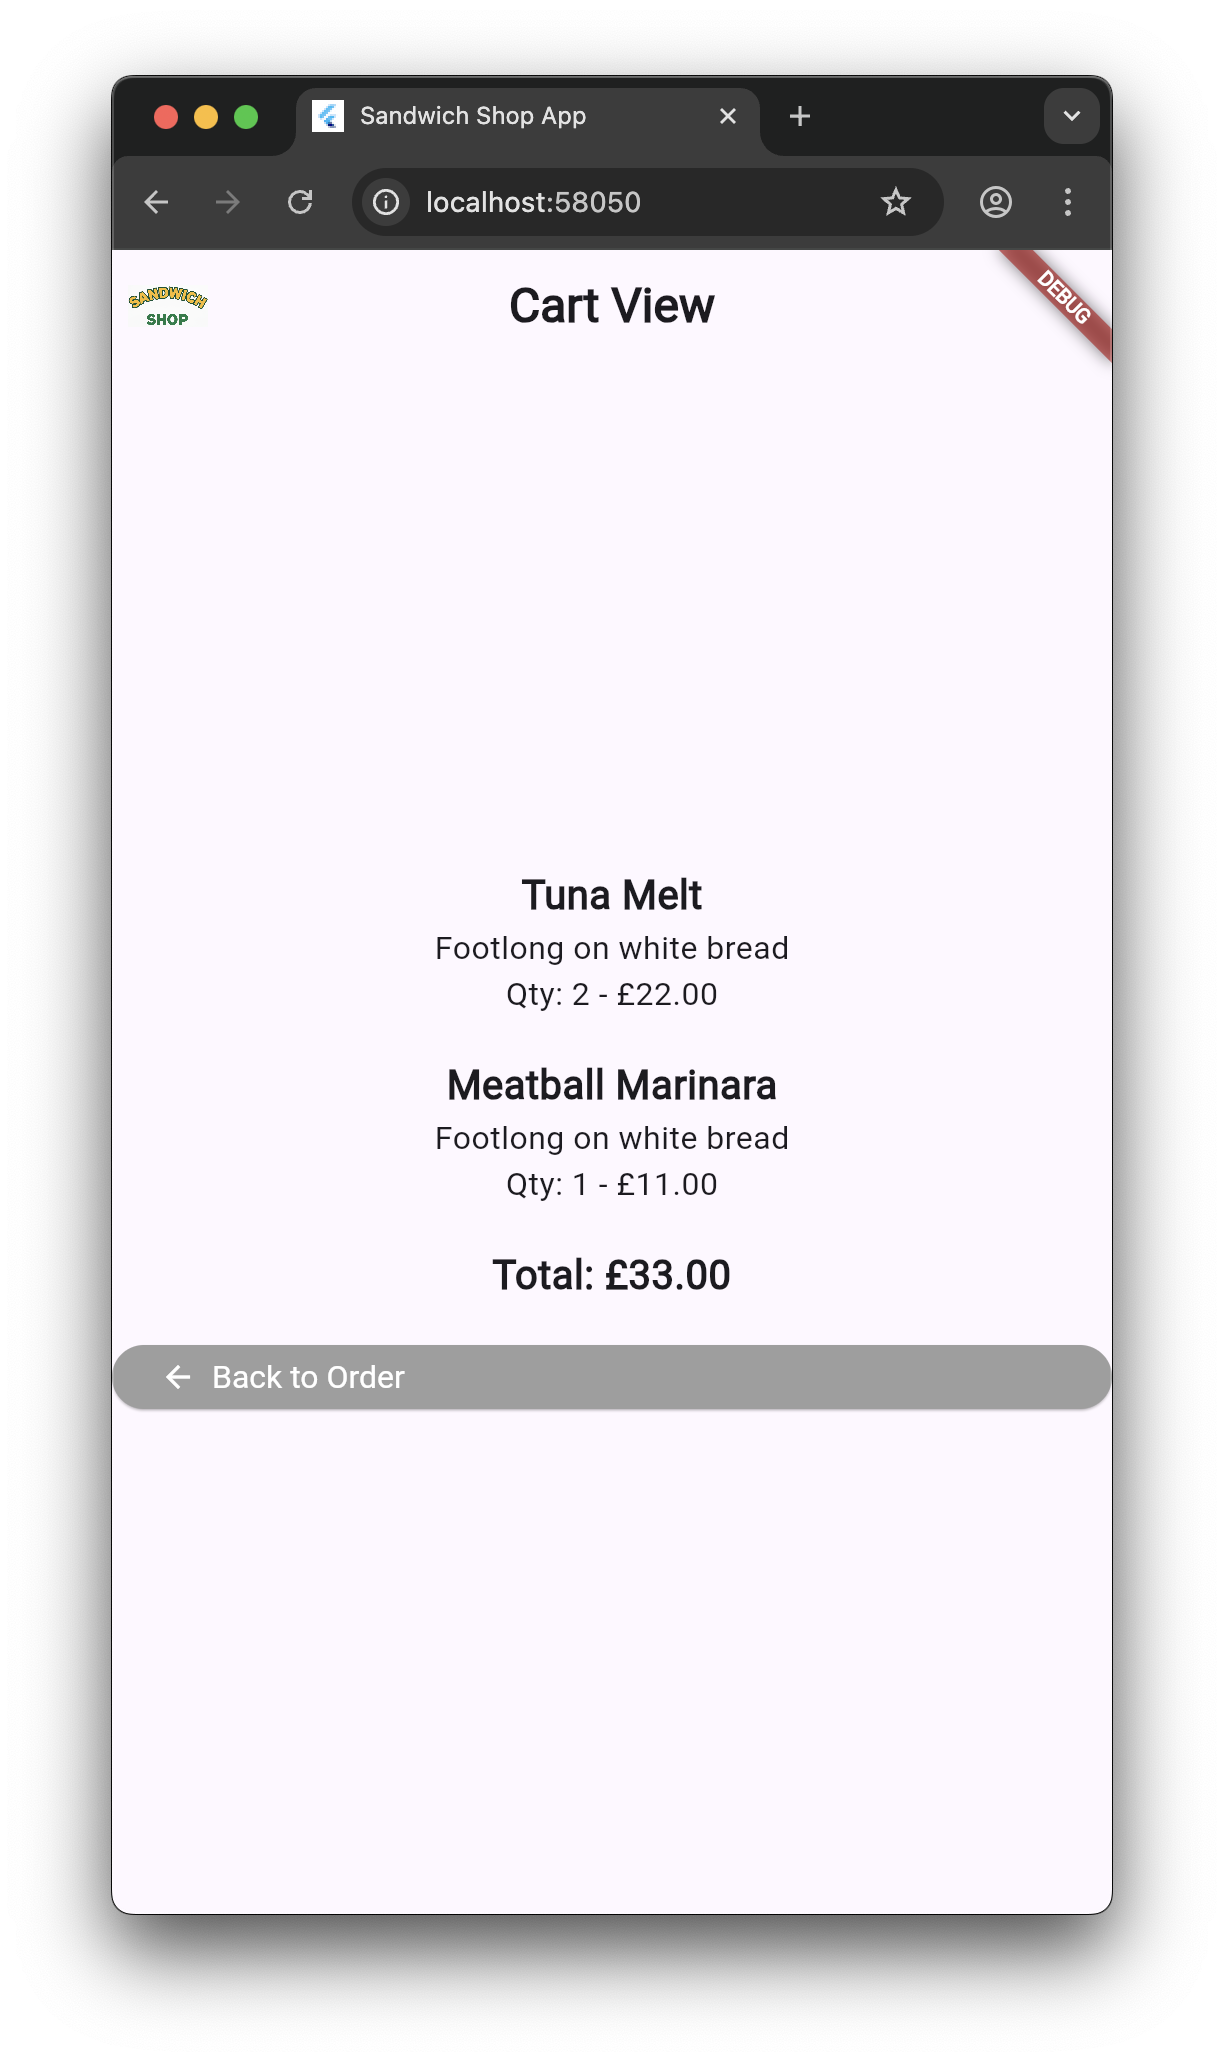 Sandwich Shop App
localhost:58050
SANDWICH
SHOP
Cart View
DEBUG
Tuna Melt
Footlong on white bread
Qty: 2 - £22.00
Meatball Marinara
Footlong on white bread
Qty: 1 - £11.00
Total: £33.00
Back to Order